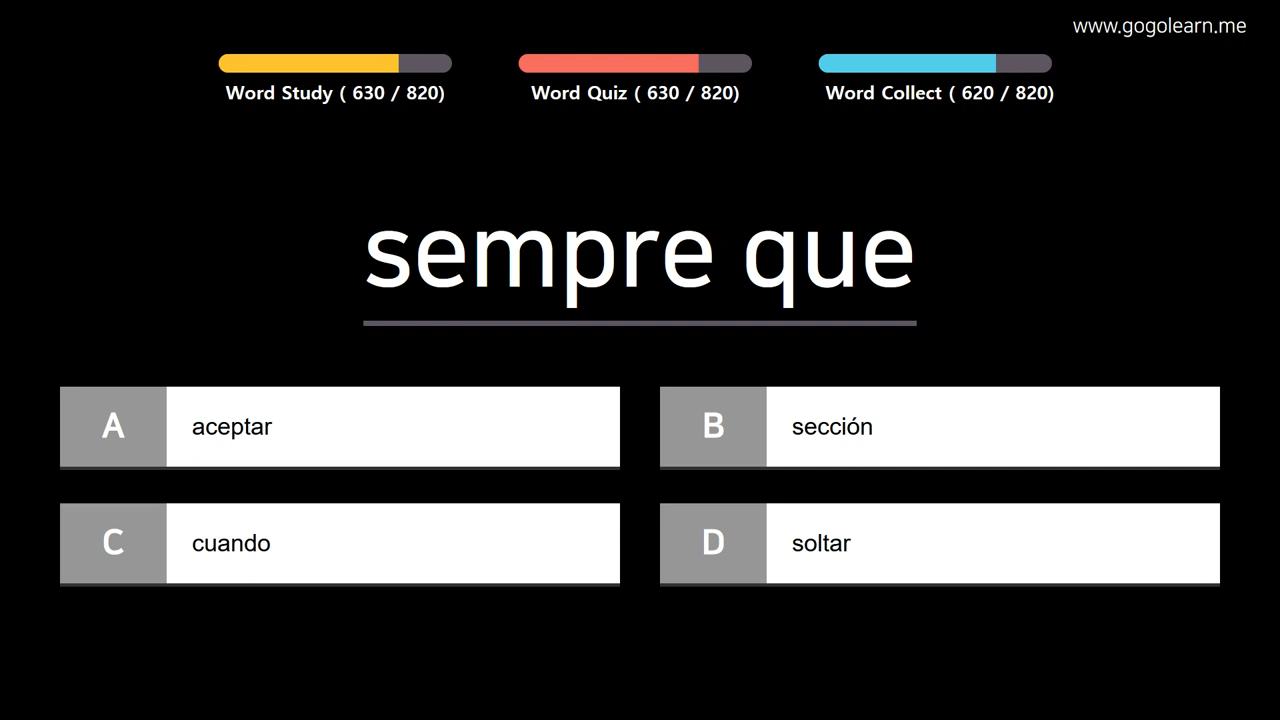 www.gogolearn.me
Word Study ( 630 / 820)
Word Quiz ( 630 / 820)
Word Collect ( 620 / 820)
sempre que
A aceptar
B sección
C cuando
D soltar